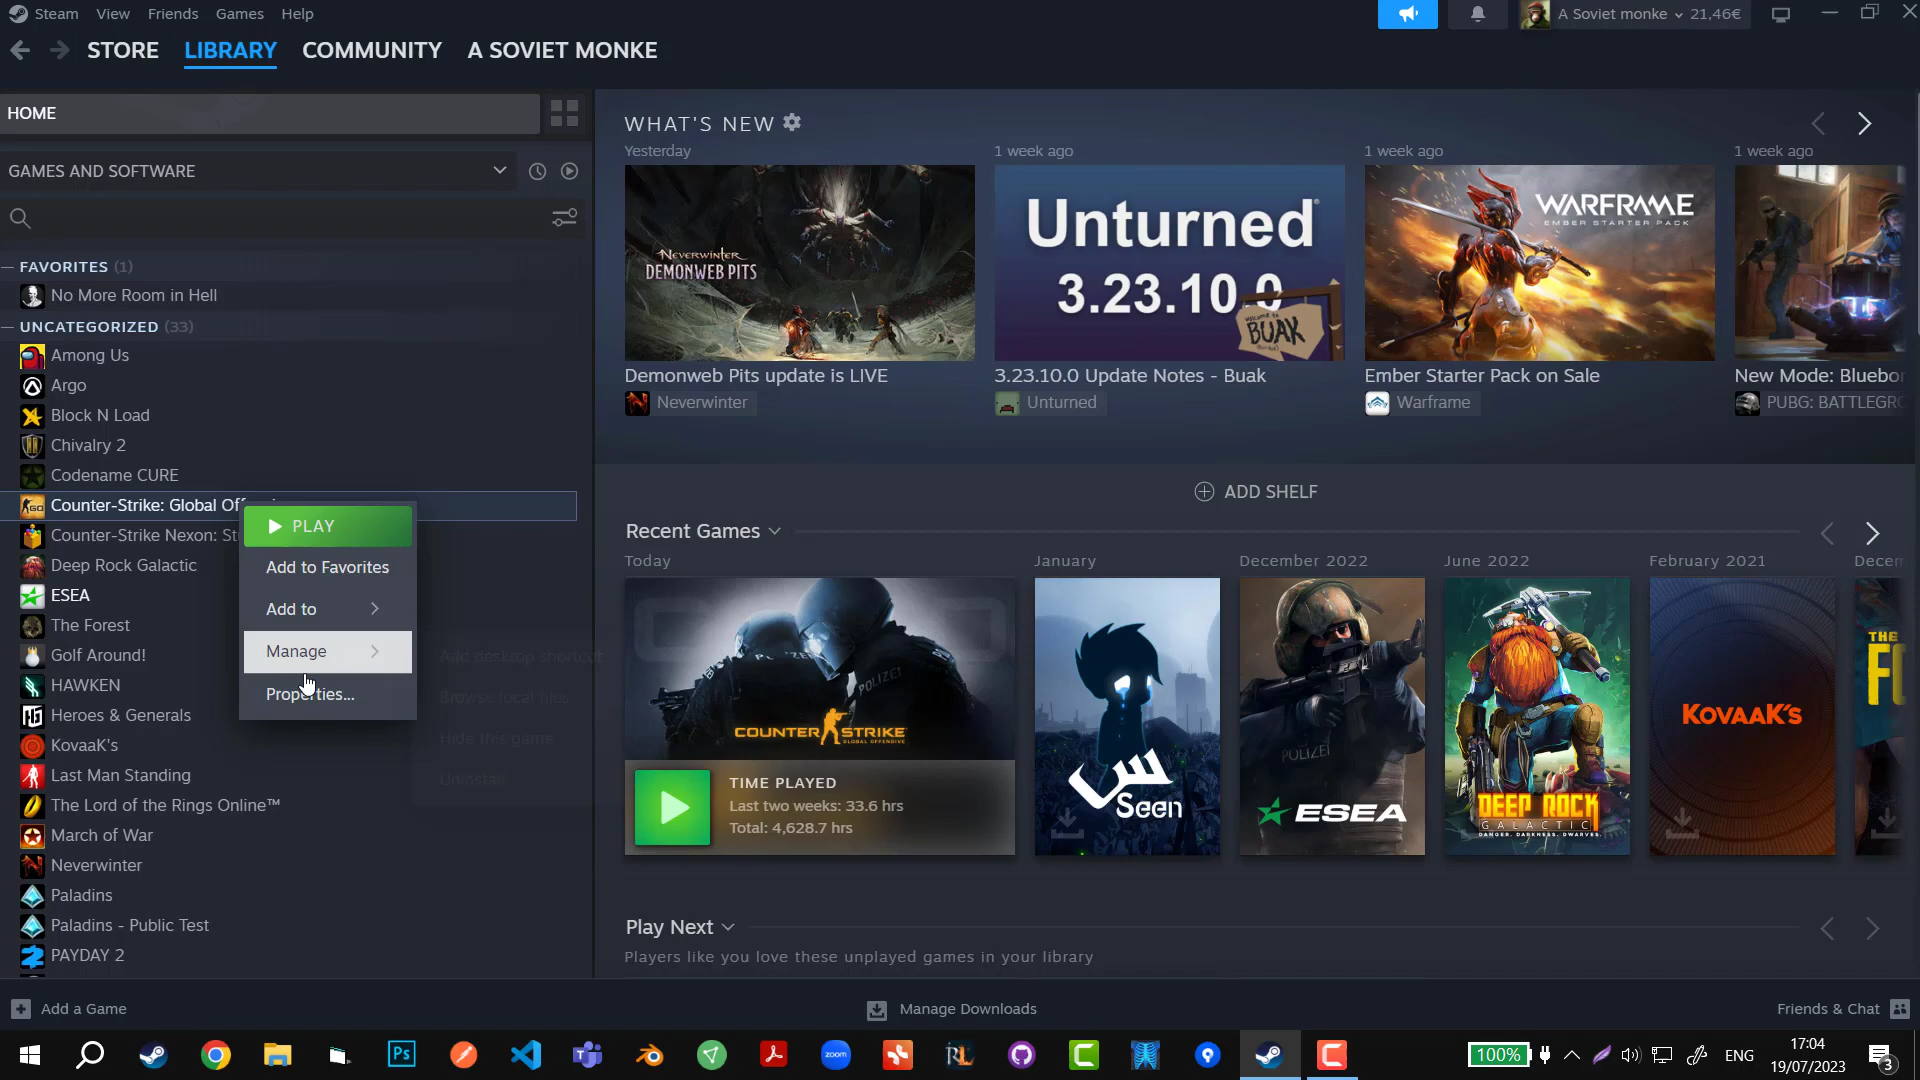 Steam View Friends Games Help
A Soviet monke 21,46€
STORE LIBRARY COMMUNITY A SOVIET MONKE
HOME
GAMES AND SOFTWARE
FAVORITES (1)
No More Room in Hell
UNCATEGORIZED (33)
Among Us
Argo
Block N Load
Chivalry 2
Codename CURE
Counter-Strike: Global
Counter-Strike Nexon:
Deep Rock Galactic
ESEA
The Forest
Golf Around!
HAWKEN
Heroes & Generals
KovaaK's
Last Man Standing
The Lord of the Rings Online™
March of War
Neverwinter
Paladins
Paladins - Public Test
PAYDAY 2
PLAY
Add to Favorites
Add to
Manage
Properties...
Add desktop shortcut
Browse local files
Hide this game
Uninstall
WHAT'S NEW
Yesterday
NEVERWINTER
DEMONWEB PITS
Demonweb Pits update is LIVE
Neverwinter
1 week ago
Unturned
3.23.10.0
BUAK
3.23.10.0 Update Notes - Buak
Unturned
1 week ago
WARFRAME
EMBER STARTER PACK
Ember Starter Pack on Sale
Warframe
1 week ago
New Mode:
PUBG:
ADD SHELF
Recent Games
Today
POLIZEI
COUNTER STRIKE
GLOBAL OFFENSIVE
TIME PLAYED
Last two weeks: 33.6 hrs
Total: 4,628.7 hrs
January
سين
Seen
December 2022
POLIZEI
ESEA
June 2022
DEEP ROCK
GALACTIC
DANGER. DARKNESS. DWARVES.
February 2021
KOVAAK'S
THE
Play Next
Players like you love these unplayed games in your library
Add a Game
Manage Downloads
Friends & Chat
Ps
zoom
RL
100%
ENG
17:04
19/07/2023
3